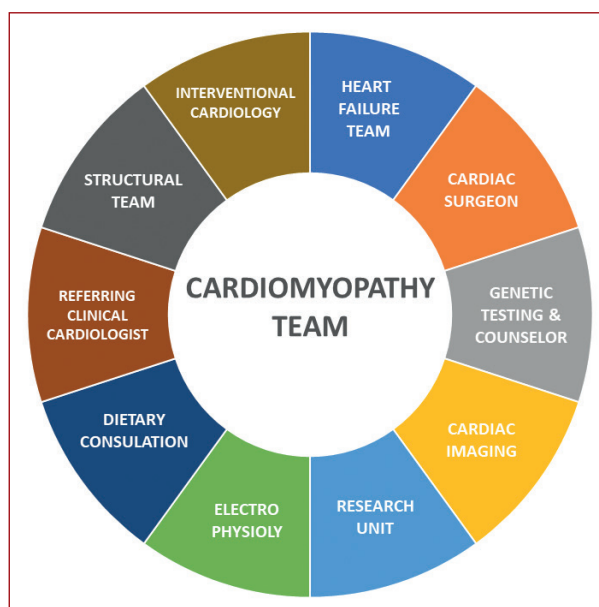 CARDIOMYOPATHY
TEAM
HEART
FAILURE
TEAM
CARDIAC
SURGEON
GENETIC
TESTING &
COUNSELOR
CARDIAC
IMAGING
RESEARCH
UNIT
ELECTRO
PHYSIOLY
DIETARY
CONSULATION
REFERRING
CLINICAL
CARDIOLOGIST
STRUCTURAL
TEAM
INTERVENTIONAL
CARDIOLOGY